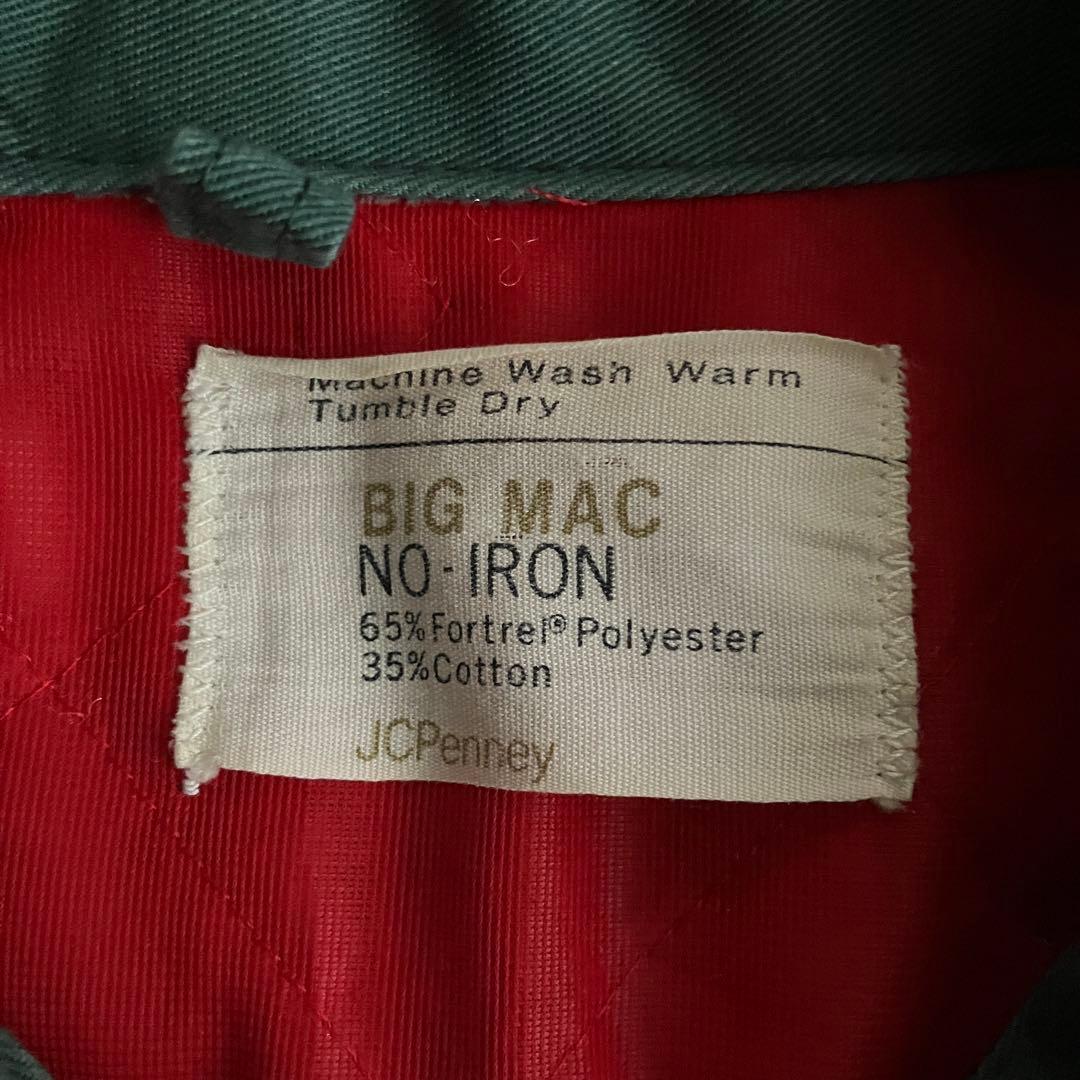 Machine Wash Warm
Tumble Dry
BIG MAC
NO-IRON
65% Fortrel® Polyester
35% Cotton
JCPenney